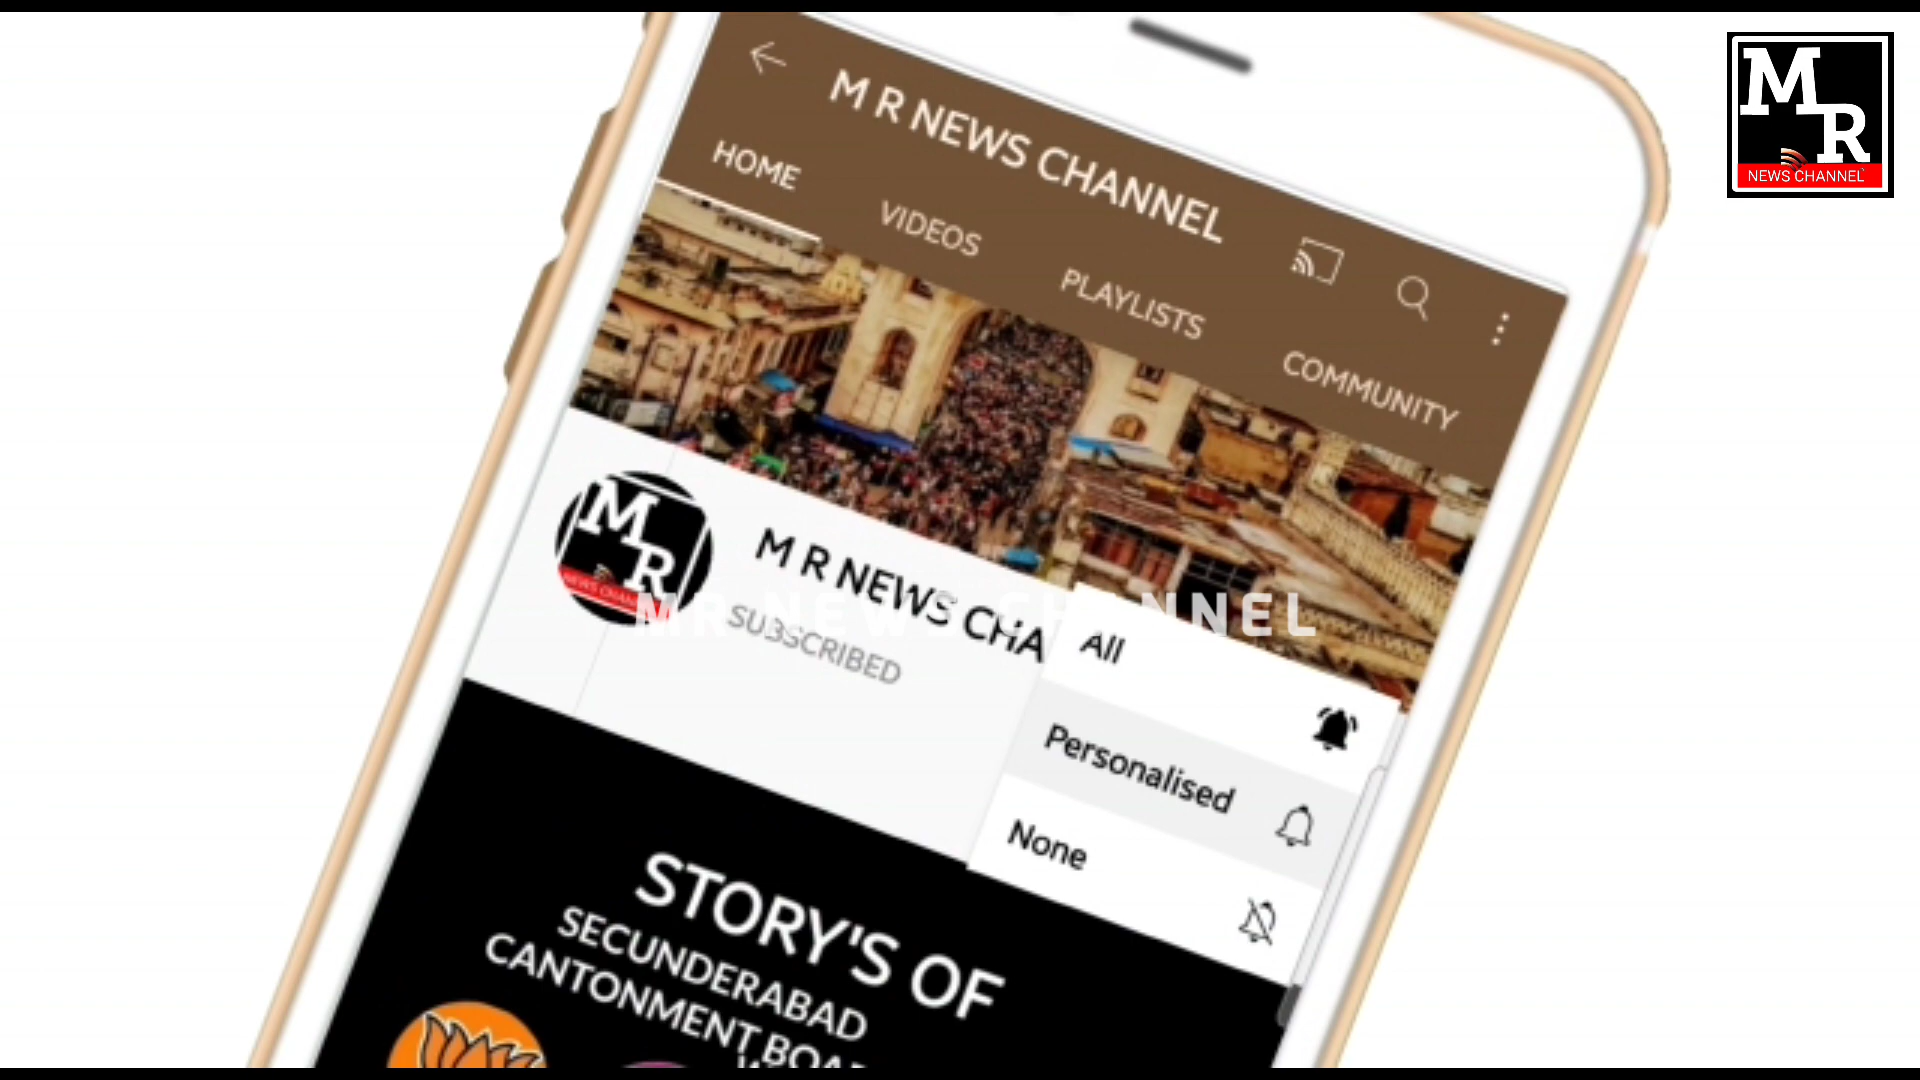 M R NEWS CHANNEL
HOME
VIDEOS
PLAYLISTS
COMMUNITY
M
R
NEWS CHANNEL
M
R
M R NEWS CHA
SUBSCRIBED
MR NEWS CHANNEL
All
Personalised
None
STORY'S OF
SECUNDERABAD
CANTONMENT